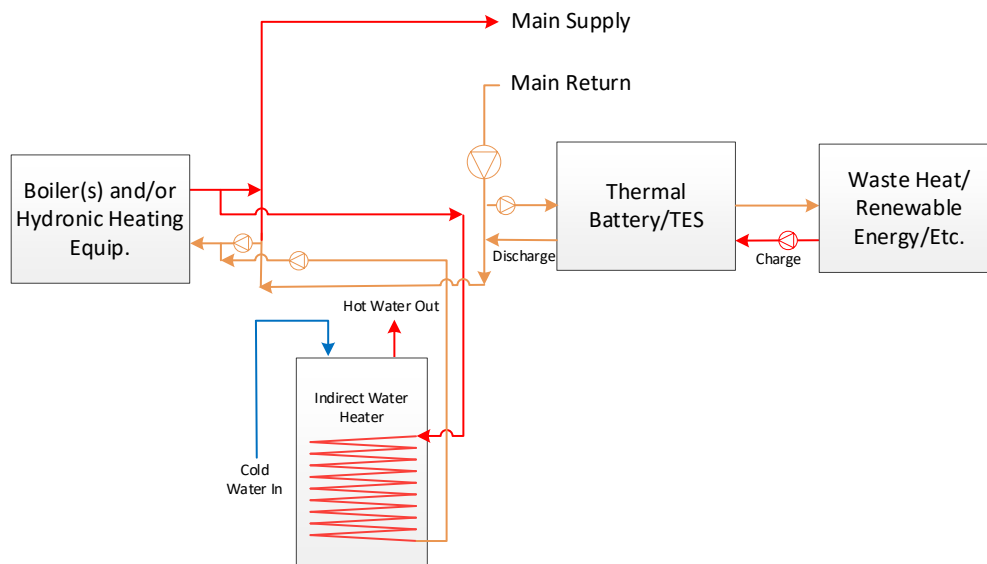 Main Supply
Main Return
Boiler(s) and/or
Hydronic Heating
Equip.
Thermal
Battery/TES
Waste Heat/
Renewable
Energy/Etc.
Discharge
Charge
Hot Water Out
Indirect Water
Heater
Cold
Water In